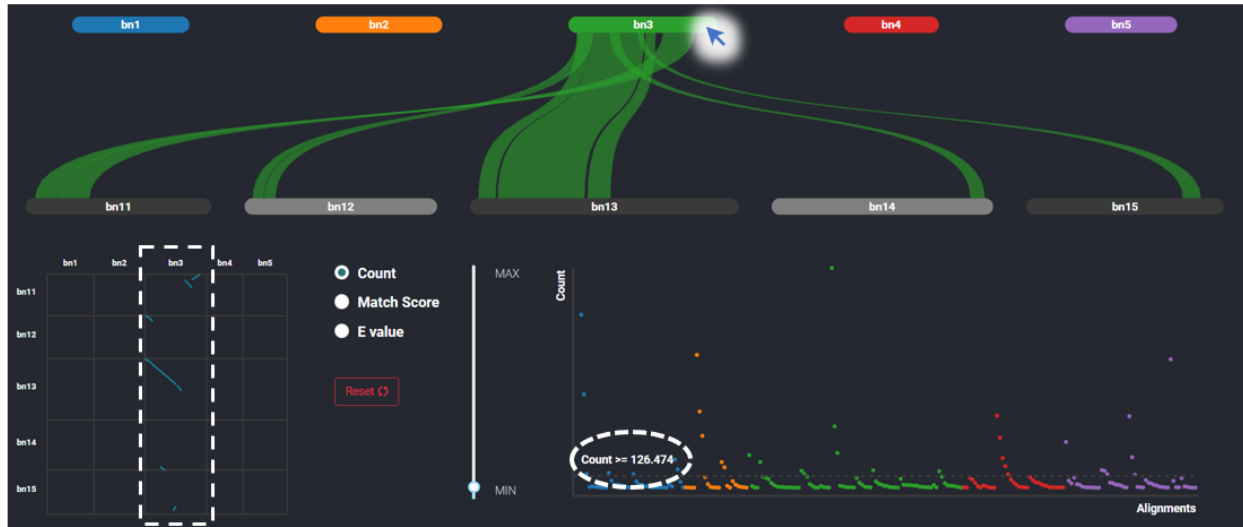 bn1 bn2 bn3 bn4 bn5
bn11 bn12 bn13 bn14 bn15
bn1 bn2 bn3 bn4 bn5
bn11
bn12
bn13
bn14
bn15
Count
Match Score
E value
Reset
MAX
MIN
Count
Count >= 126.474
Alignments